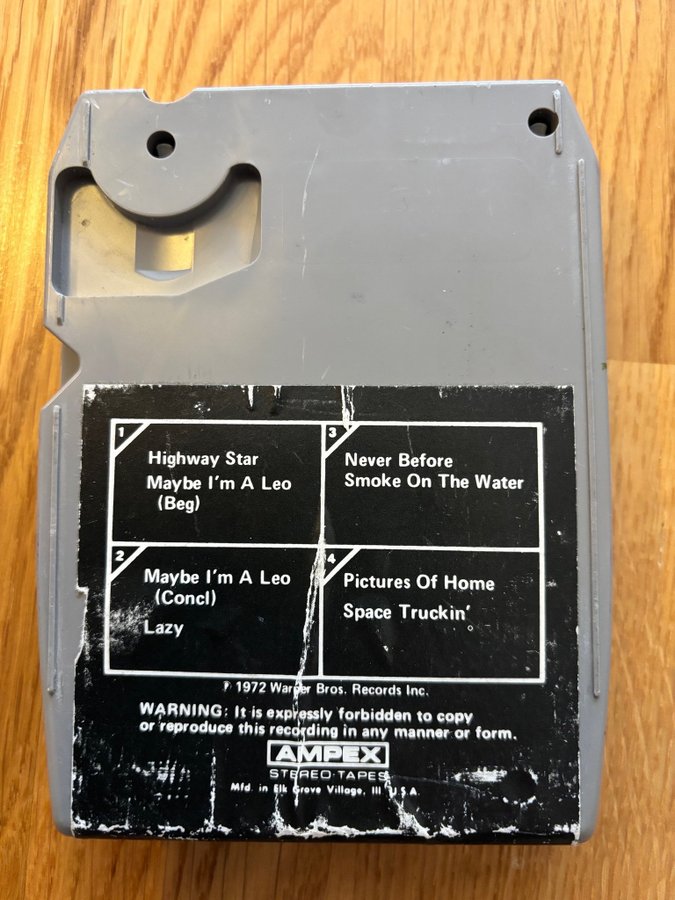 1
Highway Star
Maybe I'm A Leo
(Beg)
2
Maybe I'm A Leo
(Concl)
Lazy
3
Never Before
Smoke On The Water
4
Pictures Of Home
Space Truckin'
℗ 1972 Warner Bros. Records Inc.
WARNING: It is expressly forbidden to copy
or reproduce this recording in any manner or form.
AMPEX
STEREO·TAPES
Mfd. in Elk Grove Village, Ill. U.S.A.